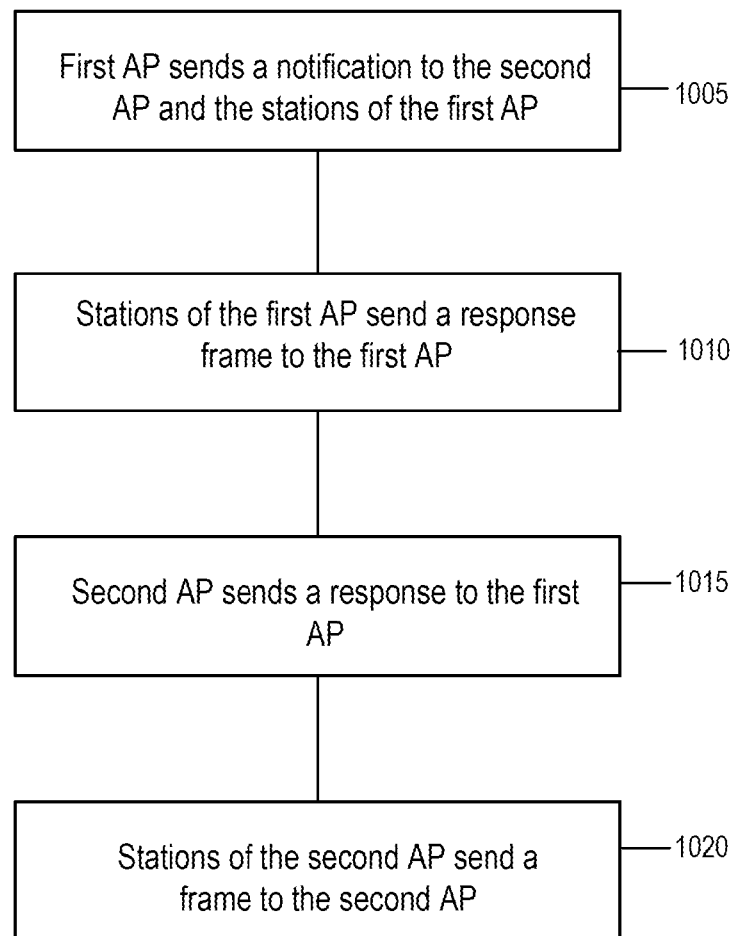 First AP sends a notification to the second
AP and the stations of the first AP
1005
Stations of the first AP send a response
frame to the first AP
1010
Second AP sends a response to the first
AP
1015
Stations of the second AP send a
frame to the second AP
1020